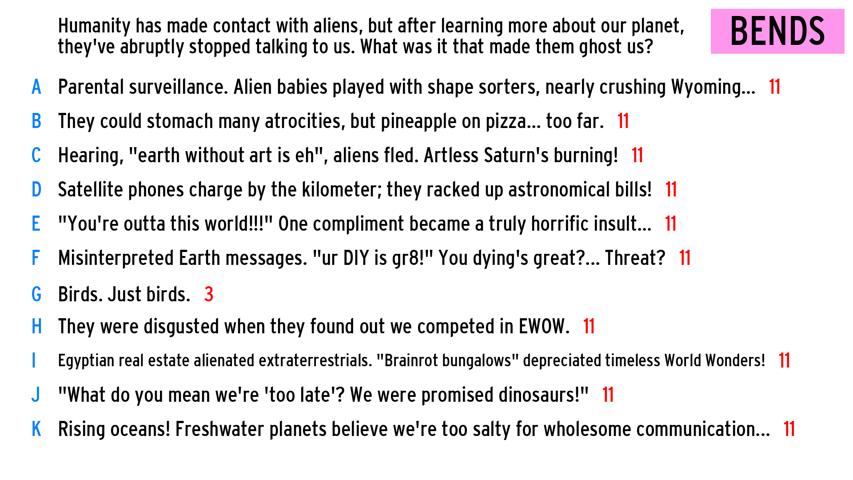 Humanity has made contact with aliens, but after learning more about our planet,
they've abruptly stopped talking to us. What was it that made them ghost us?
BENDS
A Parental surveillance. Alien babies played with shape sorters, nearly crushing Wyoming... 11
B They could stomach many atrocities, but pineapple on pizza... too far. 11
C Hearing, "earth without art is eh", aliens fled. Artless Saturn's burning! 11
D Satellite phones charge by the kilometer; they racked up astronomical bills! 11
E "You're outta this world!!!" One compliment became a truly horrific insult... 11
F Misinterpreted Earth messages. "ur DIY is gr8!" You dying's great?... Threat? 11
G Birds. Just birds. 3
H They were disgusted when they found out we competed in EWOW. 11
I Egyptian real estate alienated extraterrestrials. "Brainrot bungalows" depreciated timeless World Wonders! 11
J "What do you mean we're 'too late'? We were promised dinosaurs!" 11
K Rising oceans! Freshwater planets believe we're too salty for wholesome communication... 11